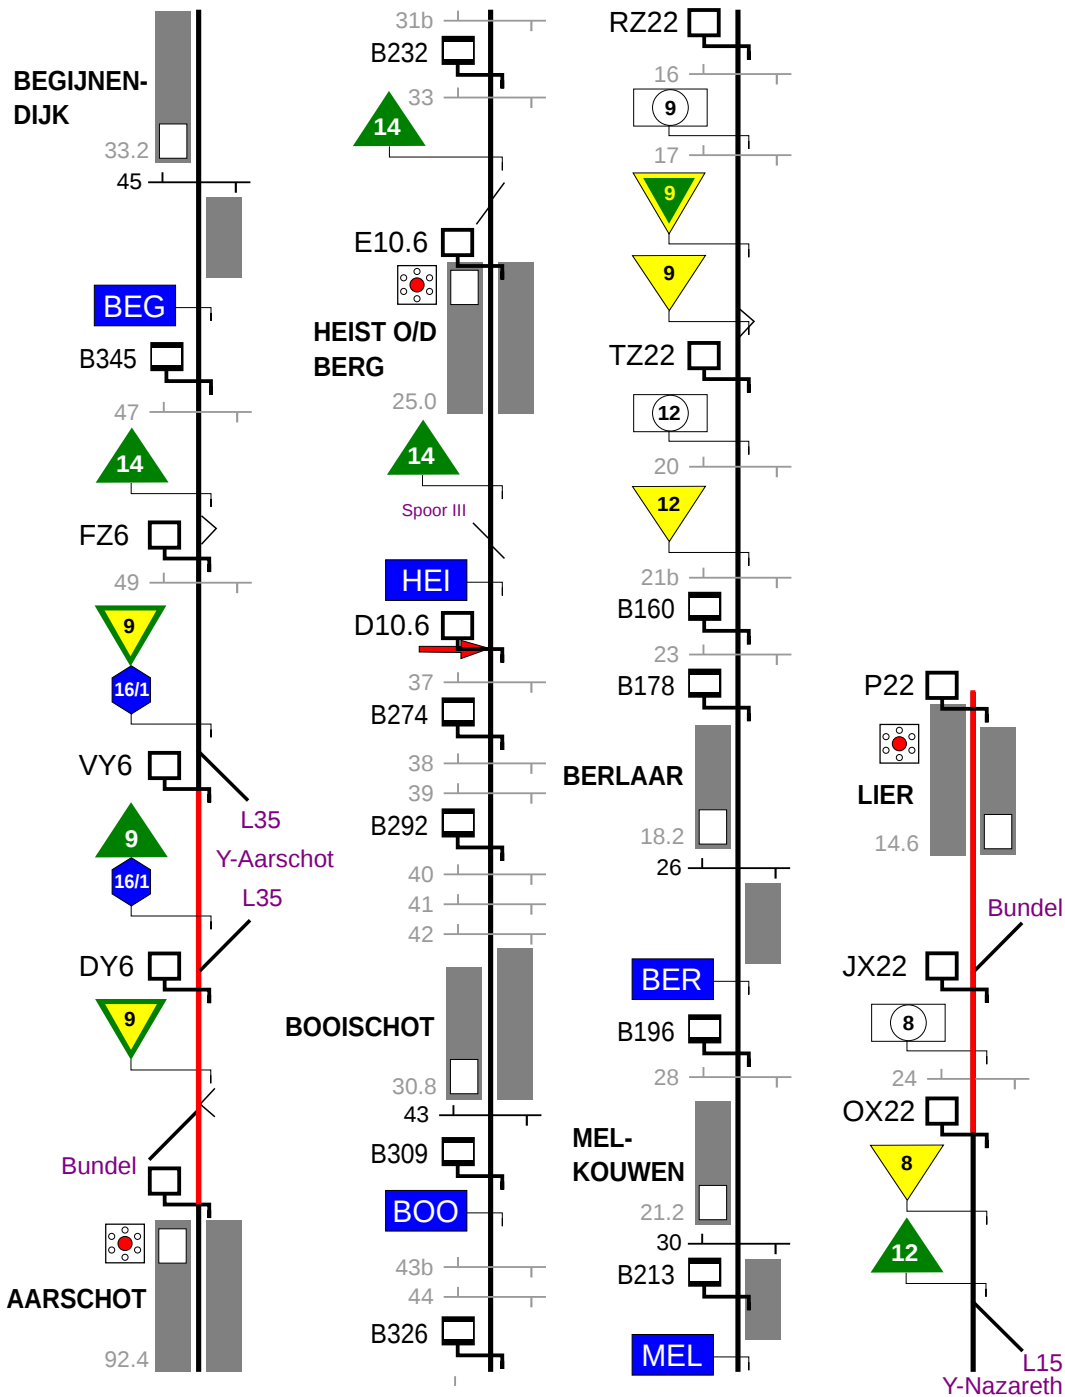 BEGIJNEN-
DIJK
33.2
45
BEG
B345
47
14
FZ6
49
9
16/1
VY6
L35
Y-Aarschot
9
16/1
L35
DY6
9
Bundel
AARSCHOT
92.4
31b
B232
33
14
E10.6
HEIST O/D
BERG
25.0
14
Spoor III
HEI
D10.6
37
B274
38
39
B292
40
41
42
BOOISCHOT
30.8
43
B309
BOO
43b
44
B326
RZ22
16
9
17
9
9
TZ22
12
20
12
21b
B160
23
B178
BERLAAR
18.2
26
BER
B196
28
MEL-
KOUWEN
21.2
30
B213
MEL
P22
LIER
14.6
Bundel
JX22
8
24
OX22
8
12
L15
Y-Nazareth